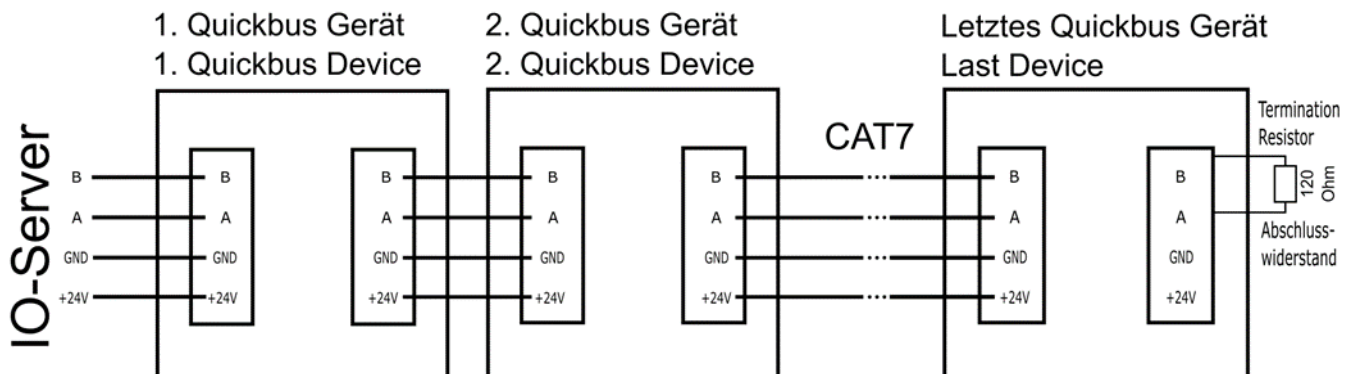 1. Quickbus Gerät
1. Quickbus Device
2. Quickbus Gerät
2. Quickbus Device
Letztes Quickbus Gerät
Last Device
IO-Server
CAT7
Termination
Resistor
120
Ohm
Abschluss-
widerstand
B B B B B B B
A A A A A A A
GND GND GND GND GND GND GND
+24V +24V +24V +24V +24V +24V +24V